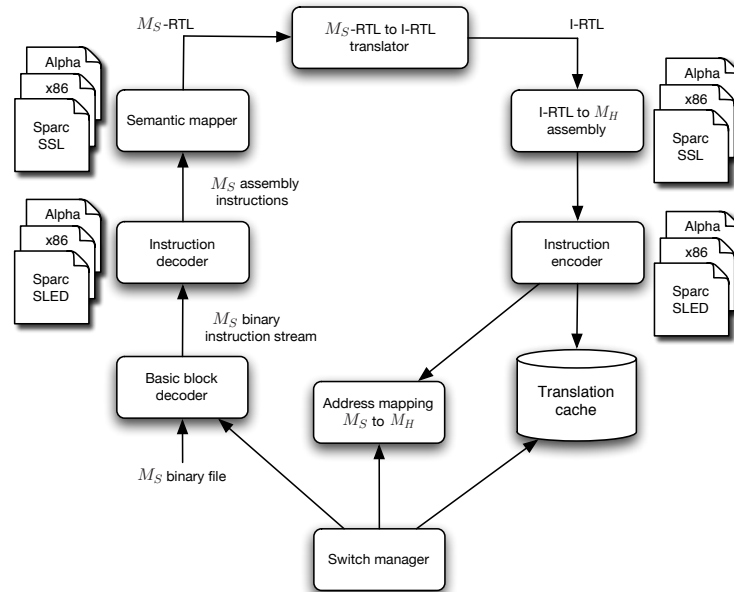 $M_S$-RTL
$M_S$-RTL to I-RTL
translator
I-RTL
Alpha
x86
Sparc
SSL
Semantic mapper
I-RTL to $M_H$
assembly
Alpha
x86
Sparc
SSL
$M_S$ assembly
instructions
Alpha
x86
Sparc
SLED
Instruction
decoder
Instruction
encoder
Alpha
x86
Sparc
SLED
$M_S$ binary
instruction stream
Basic block
decoder
Address mapping
$M_S$ to $M_H$
Translation
cache
$M_S$ binary file
Switch manager